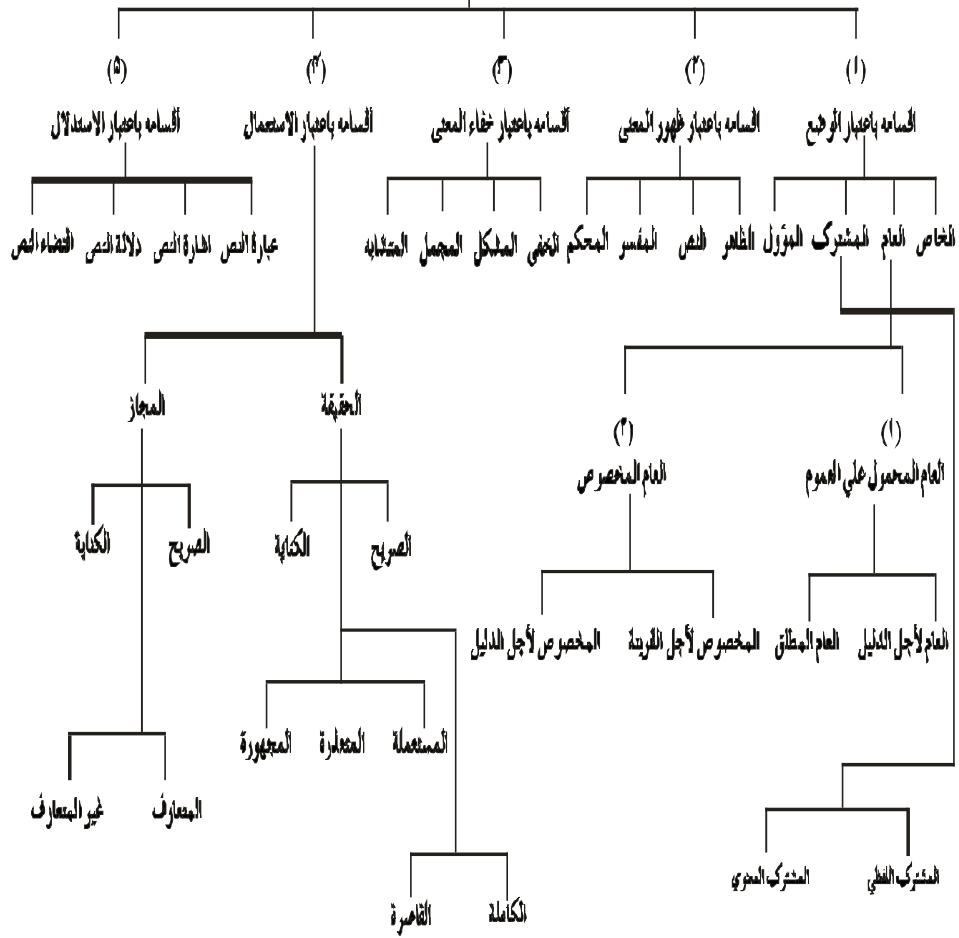 (١) (٢) (٣) (٤) (٥)
أقسامه باعتبار الوضع أقسامه باعتبار ظهور المعنى أقسامه باعتبار خفاء المعنى أقسامه باعتبار الاستعمال أقسامه باعتبار الاستدلال
الخاص العام المشترك المؤول الظاهر النص المفسر المحكم الخفي المشكل المجمل المتشابه عبارة النص اشارة النص دلالة النص اقتضاء النص
الحقيقة المجاز
(١) (٢)
العام المحمول علي العموم العام المخصوص
الصريح الكناية الصريح الكناية
العام لأجل الدليل العام المطلق المخصوص لأجل القرينة المخصوص لأجل الدليل
المستعملة المتعذرة المجهورة
المتعارف غير المتعارف
المشترك اللفظي المشترك المعنوي
الكاملة القاصرة